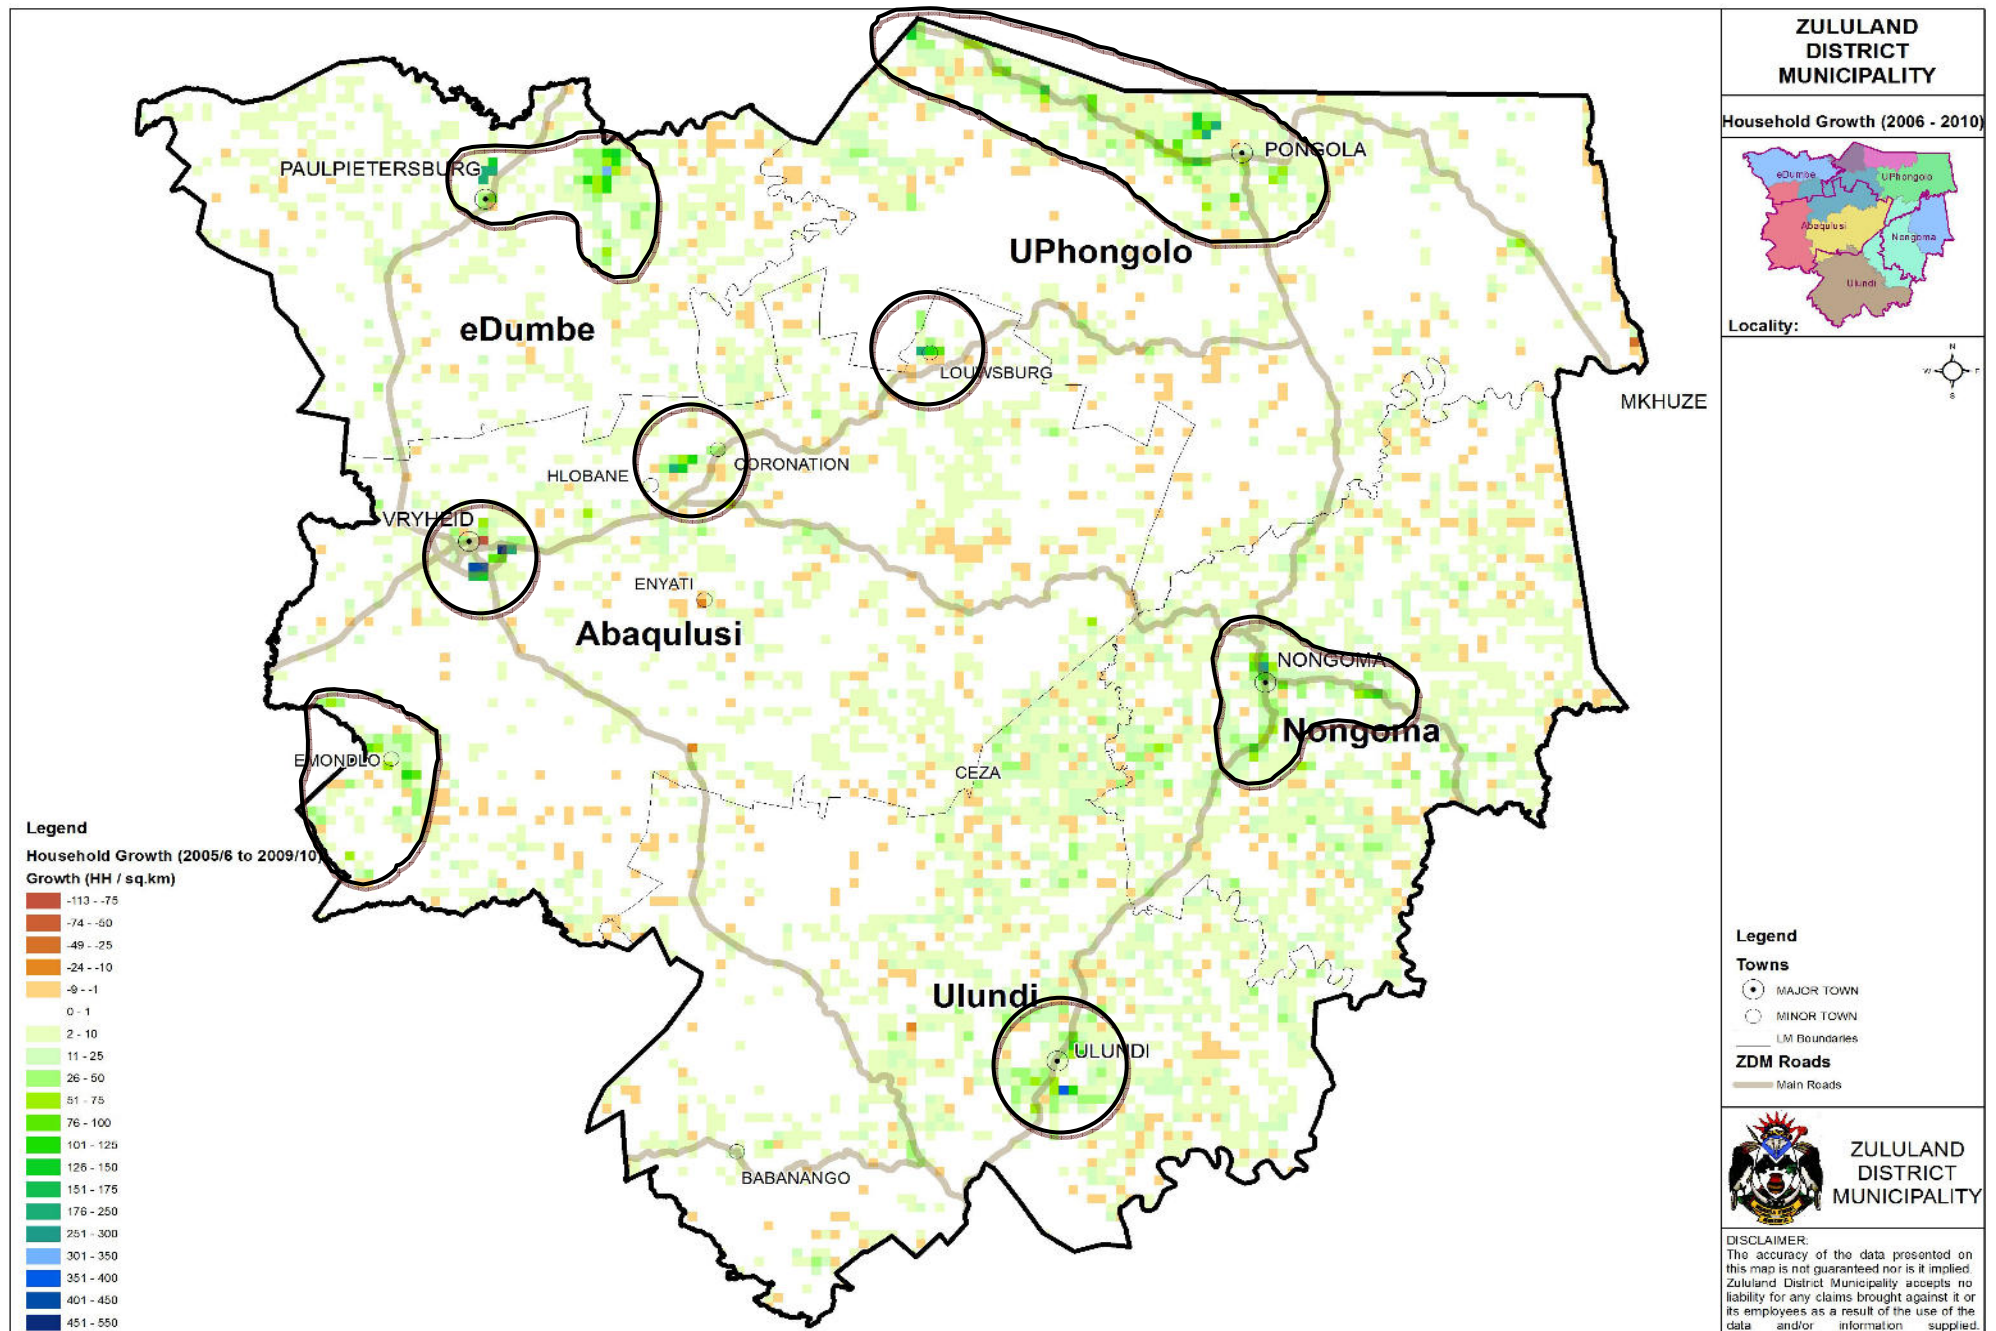 ZULULAND
DISTRICT
MUNICIPALITY
Household Growth (2006 - 2010)
eDumbe
UPhongolo
Abaqulusi
Nongoma
Ulundi
Locality:
N
W
E
S
PAULPIETERSBURG
PONGOLA
UPhongolo
eDumbe
LOUWSBURG
MKHUZE
CORONATION
HLOBANE
VRYHEID
ENYATI
Abaqulusi
NONGOMA
Nongoma
EMONDLO
CEZA
Ulundi
ULUNDI
BABANANGO
Legend
Household Growth (2005/6 to 2009/10)
Growth (HH / sq.km)
-113 - -75
-74 - -50
-49 - -25
-24 - -10
-9 - -1
0 - 1
2 - 10
11 - 25
26 - 50
51 - 75
76 - 100
101 - 125
126 - 150
151 - 175
176 - 250
251 - 300
301 - 350
351 - 400
401 - 450
451 - 550
Legend
Towns
MAJOR TOWN
MINOR TOWN
LM Boundaries
ZDM Roads
Main Roads
ZULULAND
DISTRICT
MUNICIPALITY
DISCLAIMER:
The accuracy of the data presented on
this map is not guaranteed nor is it implied.
Zululand District Municipality accepts no
liability for any claims brought against it or
its employees as a result of the use of the
data and/or information supplied.